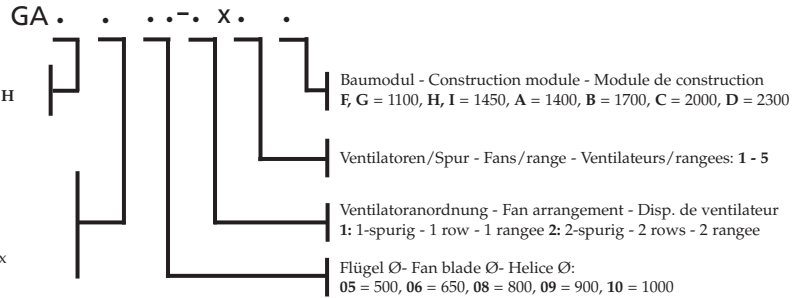 GA . . . . - . x . .
Baumodul - Construction module - Module de construction
H
F, G = 1100, H, I = 1450, A = 1400, B = 1700, C = 2000, D = 2300
Ventilatoren/Spur - Fans/range - Ventilateurs/rangees: 1 - 5
Ventilatoranordnung - Fan arrangement - Disp. de ventilateur
1: 1-spurig - 1 row - 1 rangee 2: 2-spurig - 2 rows - 2 rangee
x
Flügel Ø- Fan blade Ø- Helice Ø:
05 = 500, 06 = 650, 08 = 800, 09 = 900, 10 = 1000